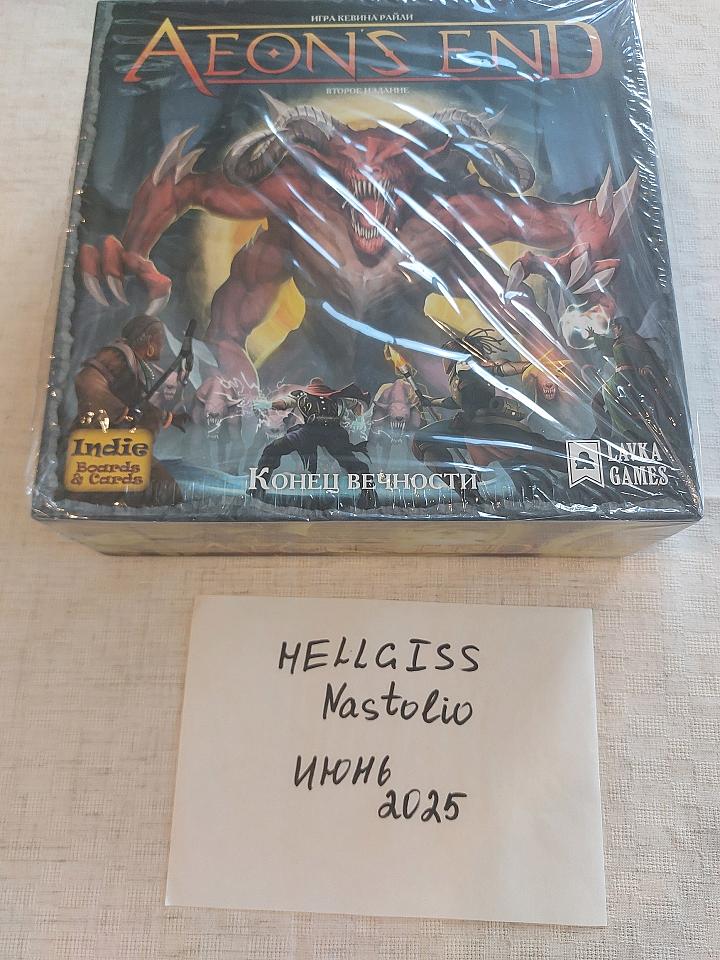 ИГРА КЕВИНА РАЙЛИ
AEON'S END
ВТОРОЕ ИЗДАНИЕ
Indie
Boards
& Cards
КОНЕЦ ВЕЧНОСТИ
LAVKA
GAMES
HELLGISS
Nastolio
ИЮНЬ
2025